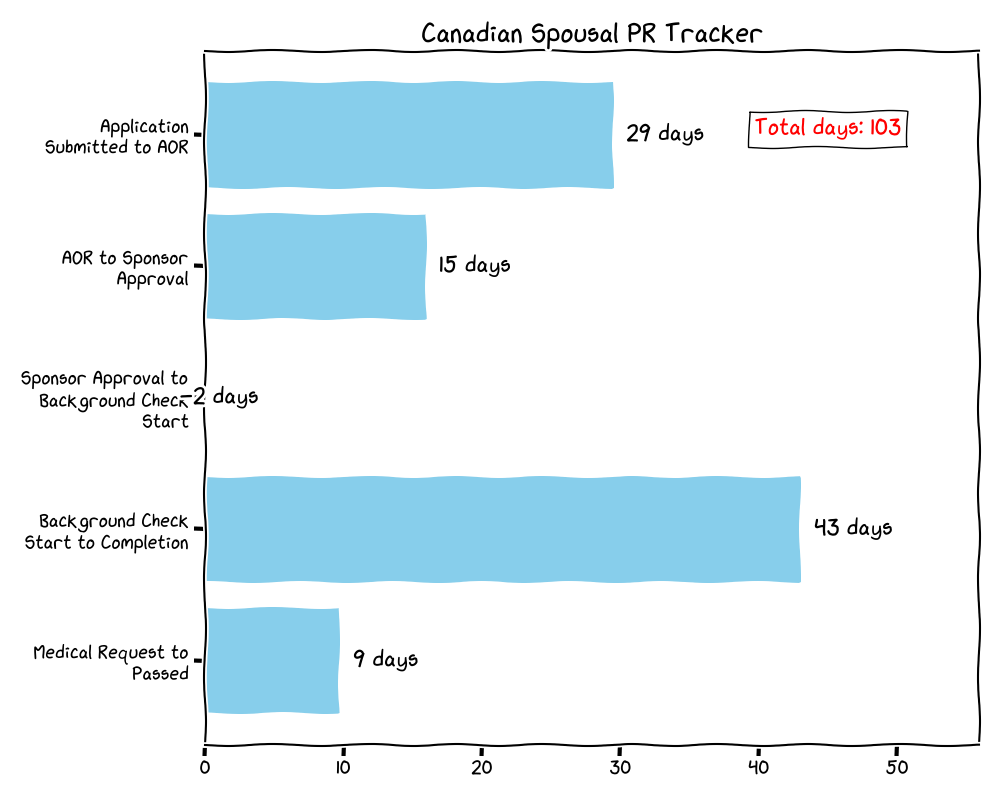 Canadian Spousal PR Tracker
Application
Submitted to AOR
29 days
Total days: 103
AOR to Sponsor
Approval
15 days
Sponsor Approval to
Background Check
Start
-2 days
Background Check
Start to Completion
43 days
Medical Request to
Passed
9 days
0 10 20 30 40 50